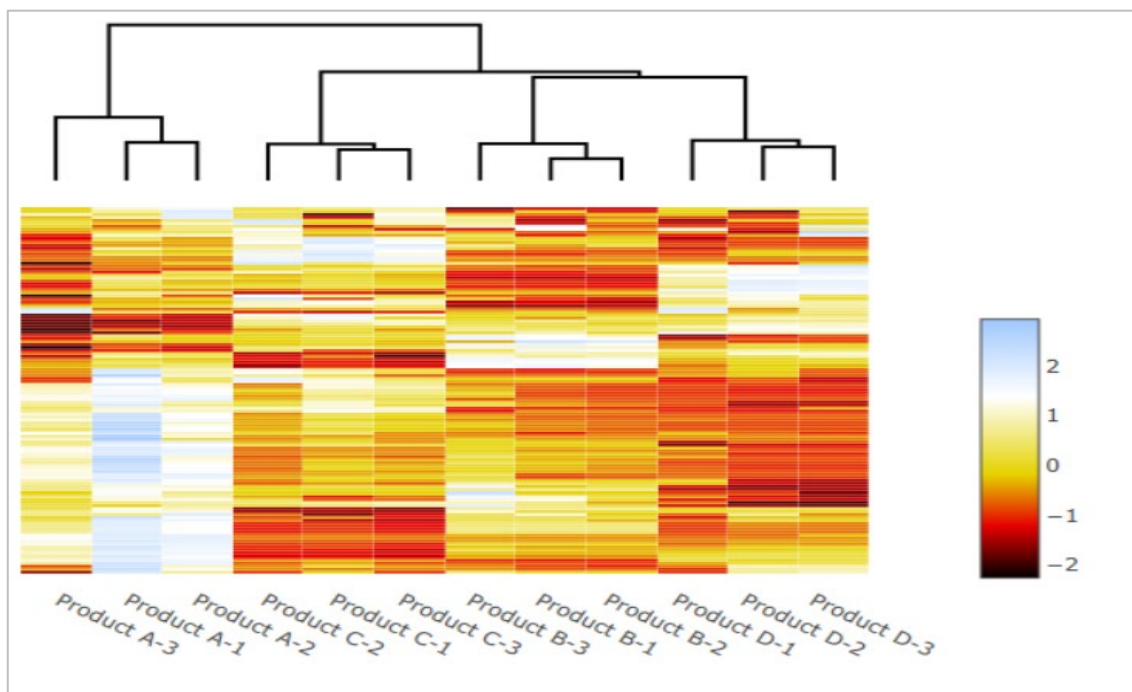 2
1
0
−1
−2
Product A-3
Product A-1
Product A-2
Product C-2
Product C-1
Product C-3
Product B-3
Product B-1
Product B-2
Product D-1
Product D-2
Product D-3